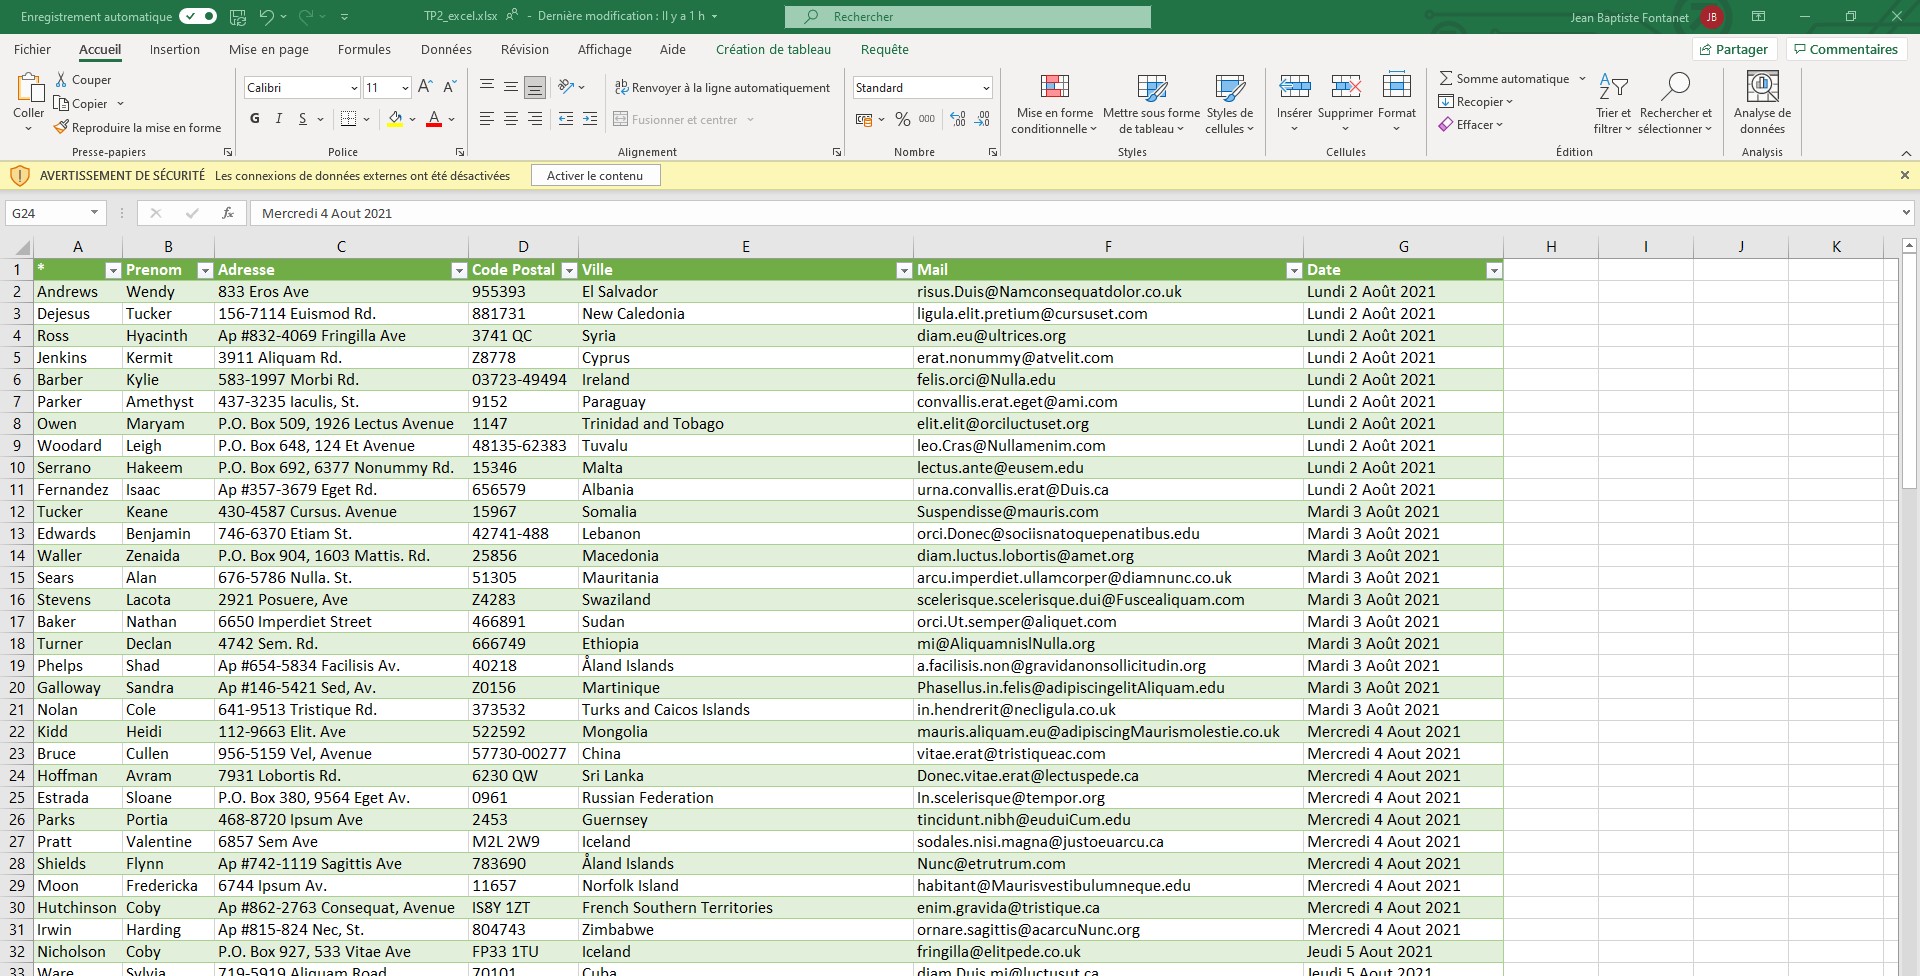 Enregistrement automatique TP2_excel.xlsx - Dernière modification : Il y a 1 h Rechercher Jean Baptiste Fontanet JB
Fichier Accueil Insertion Mise en page Formules Données Révision Affichage Aide Création de tableau Requête Partager Commentaires
Coller Couper Copier Reproduire la mise en forme
Calibri 11 G I S A A A
Renvoyer à la ligne automatiquement Fusionner et centrer
Standard % 000
Mise en forme conditionnelle Mettre sous forme de tableau Styles de cellules
Insérer Supprimer Format
Somme automatique Recopier Effacer Trier et filtrer Rechercher et sélectionner
Analyse de données
Presse-papiers Police Alignement Nombre Styles Cellules Édition Analysis
AVERTISSEMENT DE SÉCURITÉ Les connexions de données externes ont été désactivées Activer le contenu
G24 fx Mercredi 4 Aout 2021
A B C D E F G H I J K
1 * Prenom Adresse Code Postal Ville Mail Date
2 Andrews Wendy 833 Eros Ave 955393 El Salvador risus.Duis@Namconsequatdolor.co.uk Lundi 2 Août 2021
3 Dejesus Tucker 156-7114 Euismod Rd. 881731 New Caledonia ligula.elit.pretium@cursuset.com Lundi 2 Août 2021
4 Ross Hyacinth Ap #832-4069 Fringilla Ave 3741 QC Syria diam.eu@ultrices.org Lundi 2 Août 2021
5 Jenkins Kermit 3911 Aliquam Rd. Z8778 Cyprus erat.nonummy@atvelit.com Lundi 2 Août 2021
6 Barber Kylie 583-1997 Morbi Rd. 03723-49494 Ireland felis.orci@Nulla.edu Lundi 2 Août 2021
7 Parker Amethyst 437-3235 Iaculis, St. 9152 Paraguay convallis.erat.eget@ami.com Lundi 2 Août 2021
8 Owen Maryam P.O. Box 509, 1926 Lectus Avenue 1147 Trinidad and Tobago elit.elit@orciluctuset.org Lundi 2 Août 2021
9 Woodard Leigh P.O. Box 648, 124 Et Avenue 48135-62383 Tuvalu leo.Cras@Nullamenim.com Lundi 2 Août 2021
10 Serrano Hakeem P.O. Box 692, 6377 Nonummy Rd. 15346 Malta lectus.ante@eusem.edu Lundi 2 Août 2021
11 Fernandez Isaac Ap #357-3679 Eget Rd. 656579 Albania urna.convallis.erat@Duis.ca Lundi 2 Août 2021
12 Tucker Keane 430-4587 Cursus. Avenue 15967 Somalia Suspendisse@mauris.com Mardi 3 Août 2021
13 Edwards Benjamin 746-6370 Etiam St. 42741-488 Lebanon orci.Donec@sociisnatoquepenatibus.edu Mardi 3 Août 2021
14 Waller Zenaida P.O. Box 904, 1603 Mattis. Rd. 25856 Macedonia diam.luctus.lobortis@amet.org Mardi 3 Août 2021
15 Sears Alan 676-5786 Nulla. St. 51305 Mauritania arcu.imperdiet.ullamcorper@diamnunc.co.uk Mardi 3 Août 2021
16 Stevens Lacota 2921 Posuere, Ave Z4283 Swaziland scelerisque.scelerisque.dui@Fuscealiquam.com Mardi 3 Août 2021
17 Baker Nathan 6650 Imperdiet Street 466891 Sudan orci.Ut.semper@aliquet.com Mardi 3 Août 2021
18 Turner Declan 4742 Sem. Rd. 666749 Ethiopia mi@AliquamnislNulla.org Mardi 3 Août 2021
19 Phelps Shad Ap #654-5834 Facilisis Av. 40218 Åland Islands a.facilisis.non@gravidanonsollicitudin.org Mardi 3 Août 2021
20 Galloway Sandra Ap #146-5421 Sed, Av. Z0156 Martinique Phasellus.in.felis@adipiscingelitAliquam.edu Mardi 3 Août 2021
21 Nolan Cole 641-9513 Tristique Rd. 373532 Turks and Caicos Islands in.hendrerit@necligula.co.uk Mardi 3 Août 2021
22 Kidd Heidi 112-9663 Elit. Ave 522592 Mongolia mauris.aliquam.eu@adipiscingMaurismolestie.co.uk Mercredi 4 Aout 2021
23 Bruce Cullen 956-5159 Vel, Avenue 57730-00277 China vitae.erat@tristiqueac.com Mercredi 4 Aout 2021
24 Hoffman Avram 7931 Lobortis Rd. 6230 QW Sri Lanka Donec.vitae.erat@lectuspede.ca Mercredi 4 Aout 2021
25 Estrada Sloane P.O. Box 380, 9564 Eget Av. 0961 Russian Federation In.scelerisque@tempor.org Mercredi 4 Aout 2021
26 Parks Portia 468-8720 Ipsum Ave 2453 Guernsey tincidunt.nibh@euduiCum.edu Mercredi 4 Aout 2021
27 Pratt Valentine 6857 Sem Ave M2L 2W9 Iceland sodales.nisi.magna@justoeuarcu.ca Mercredi 4 Aout 2021
28 Shields Flynn Ap #742-1119 Sagittis Ave 783690 Åland Islands Nunc@etrutrum.com Mercredi 4 Aout 2021
29 Moon Fredericka 6744 Ipsum Av. 11657 Norfolk Island habitant@Maurisvestibulumneque.edu Mercredi 4 Aout 2021
30 Hutchinson Coby Ap #862-2763 Consequat, Avenue IS8Y 1ZT French Southern Territories enim.gravida@tristique.ca Mercredi 4 Aout 2021
31 Irwin Harding Ap #815-824 Nec, St. 804743 Zimbabwe ornare.sagittis@acarcuNunc.org Mercredi 4 Aout 2021
32 Nicholson Coby P.O. Box 927, 533 Vitae Ave FP33 1TU Iceland fringilla@elitpede.co.uk Jeudi 5 Aout 2021
33 Ware Sylvia 719-5919 Aliquam Road 70101 Cuba diam.Duis.mi@luctusut.ca Jeudi 5 Aout 2021